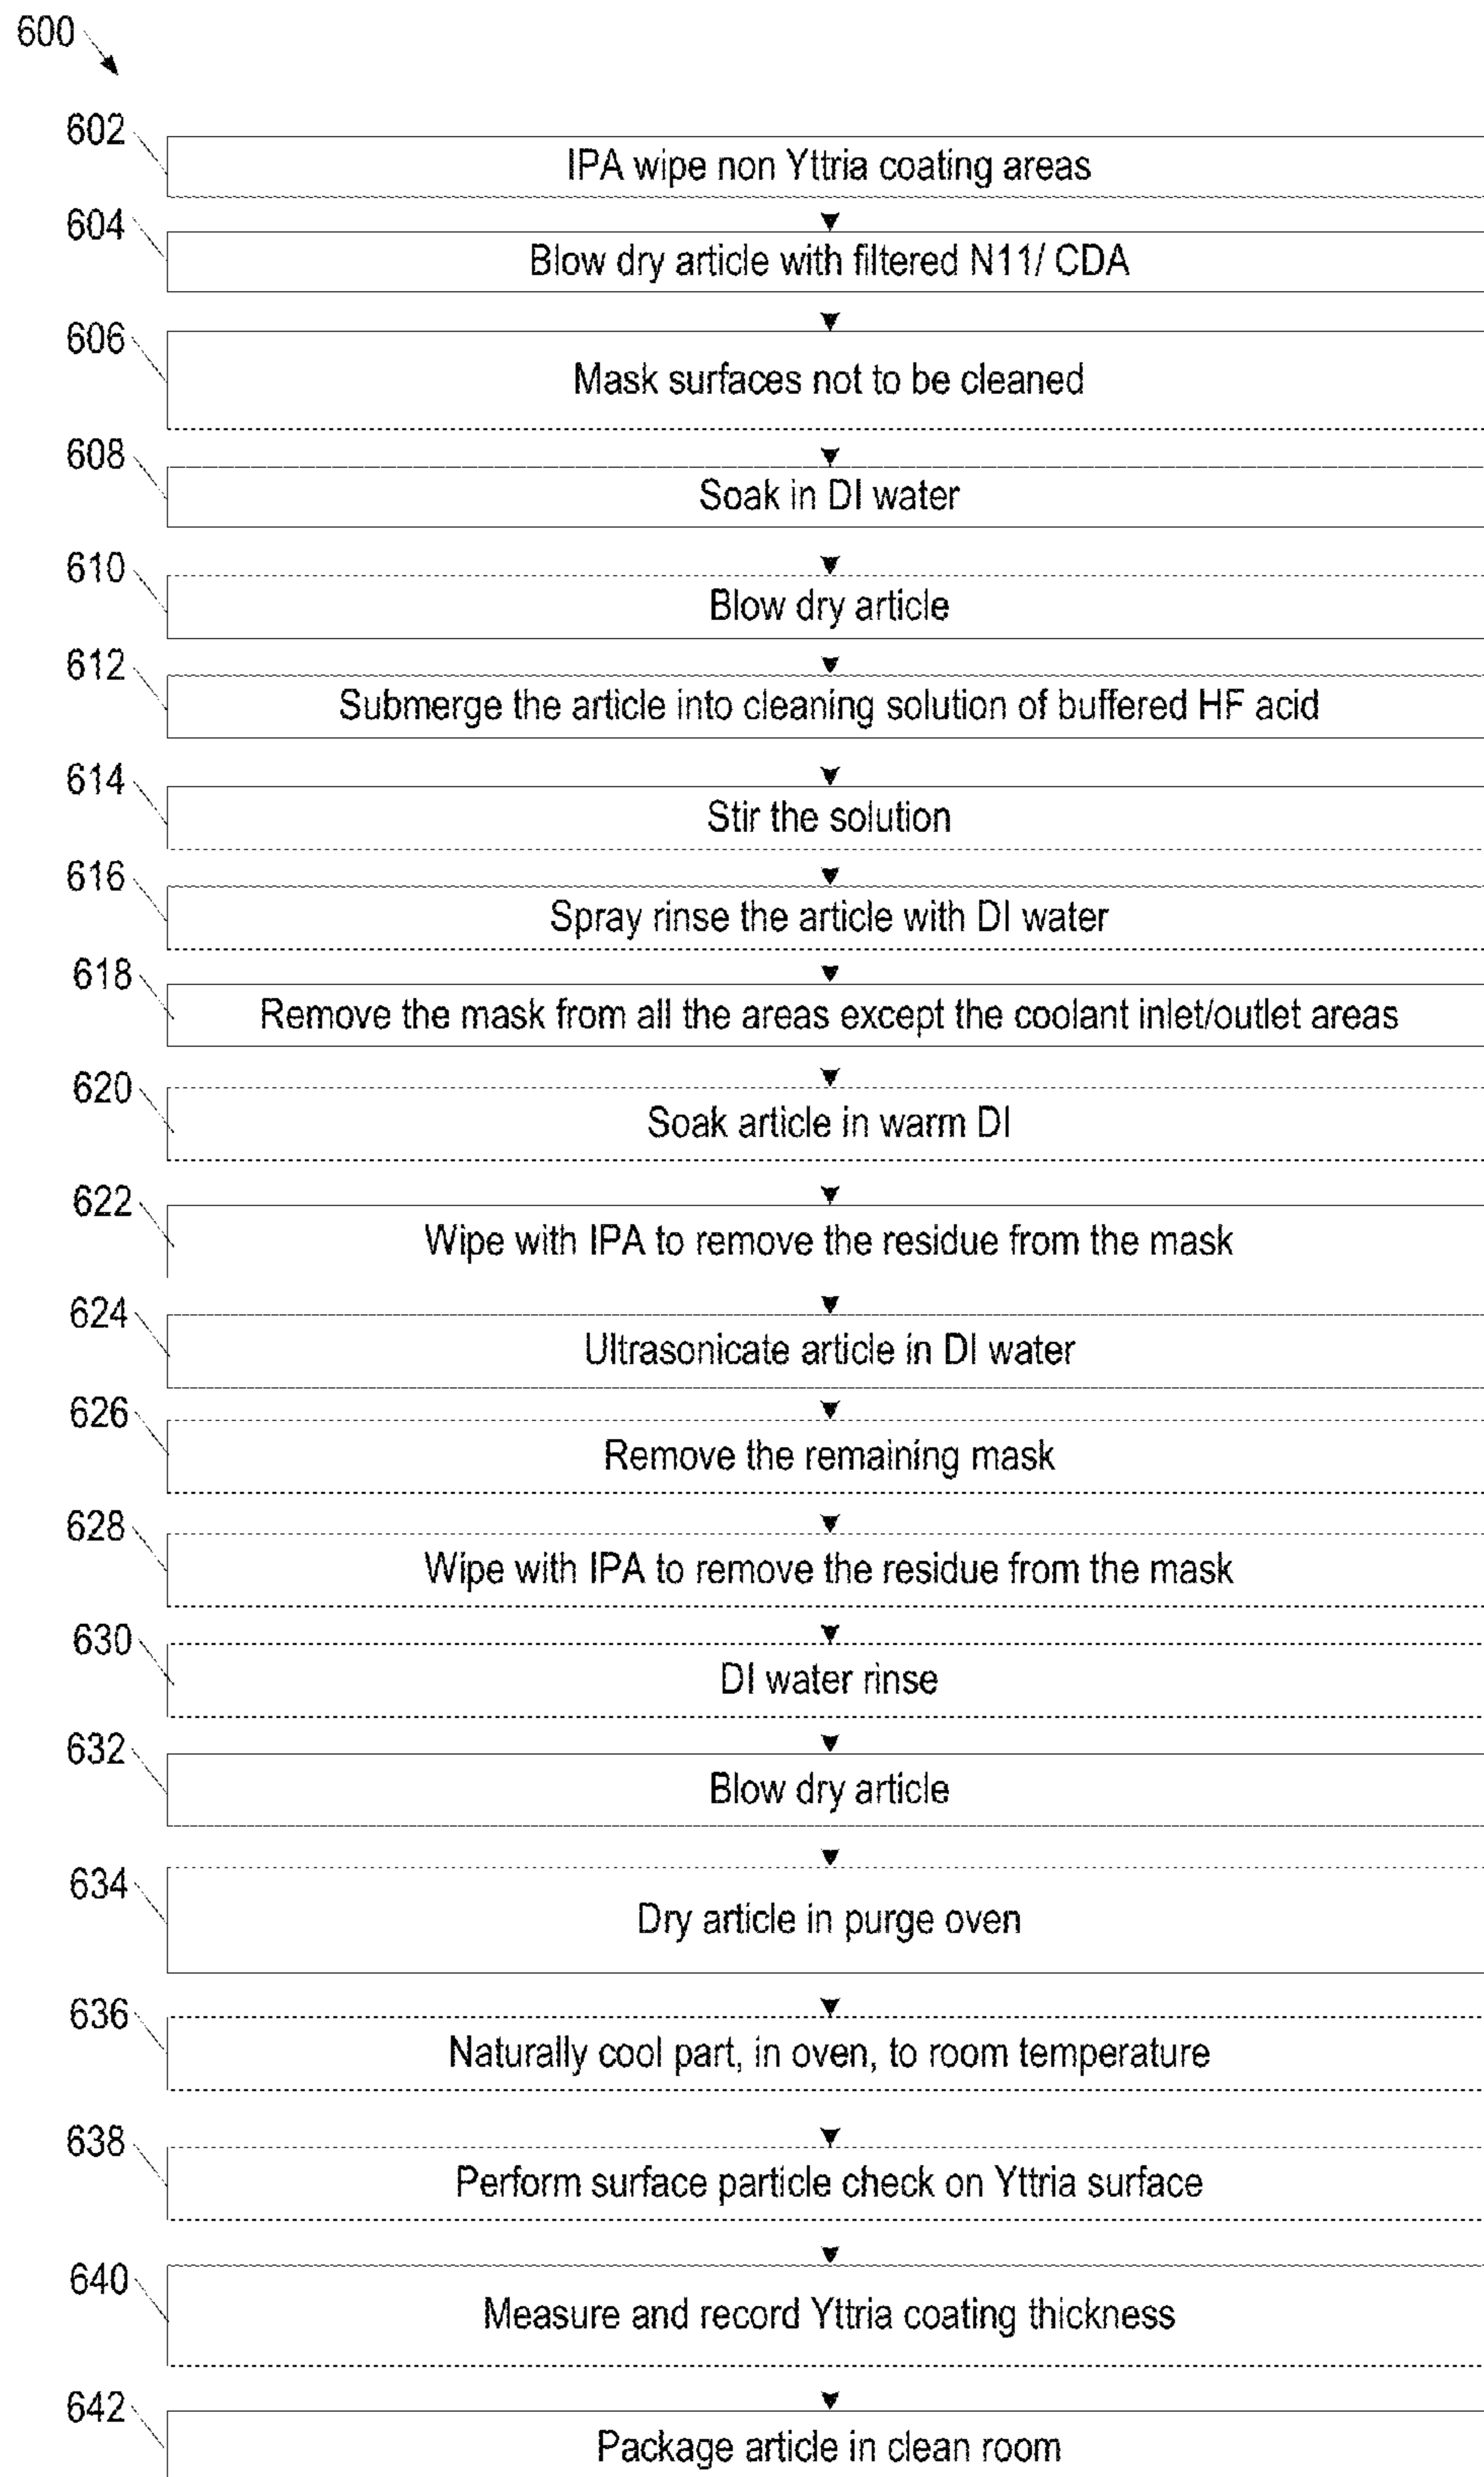 600
602
IPA wipe non Yttria coating areas
604
Blow dry article with filtered N11/ CDA
606
Mask surfaces not to be cleaned
608
Soak in DI water
610
Blow dry article
612
Submerge the article into cleaning solution of buffered HF acid
614
Stir the solution
616
Spray rinse the article with DI water
618
Remove the mask from all the areas except the coolant inlet/outlet areas
620
Soak article in warm DI
622
Wipe with IPA to remove the residue from the mask
624
Ultrasonicate article in DI water
626
Remove the remaining mask
628
Wipe with IPA to remove the residue from the mask
630
DI water rinse
632
Blow dry article
634
Dry article in purge oven
636
Naturally cool part, in oven, to room temperature
638
Perform surface particle check on Yttria surface
640
Measure and record Yttria coating thickness
642
Package article in clean room